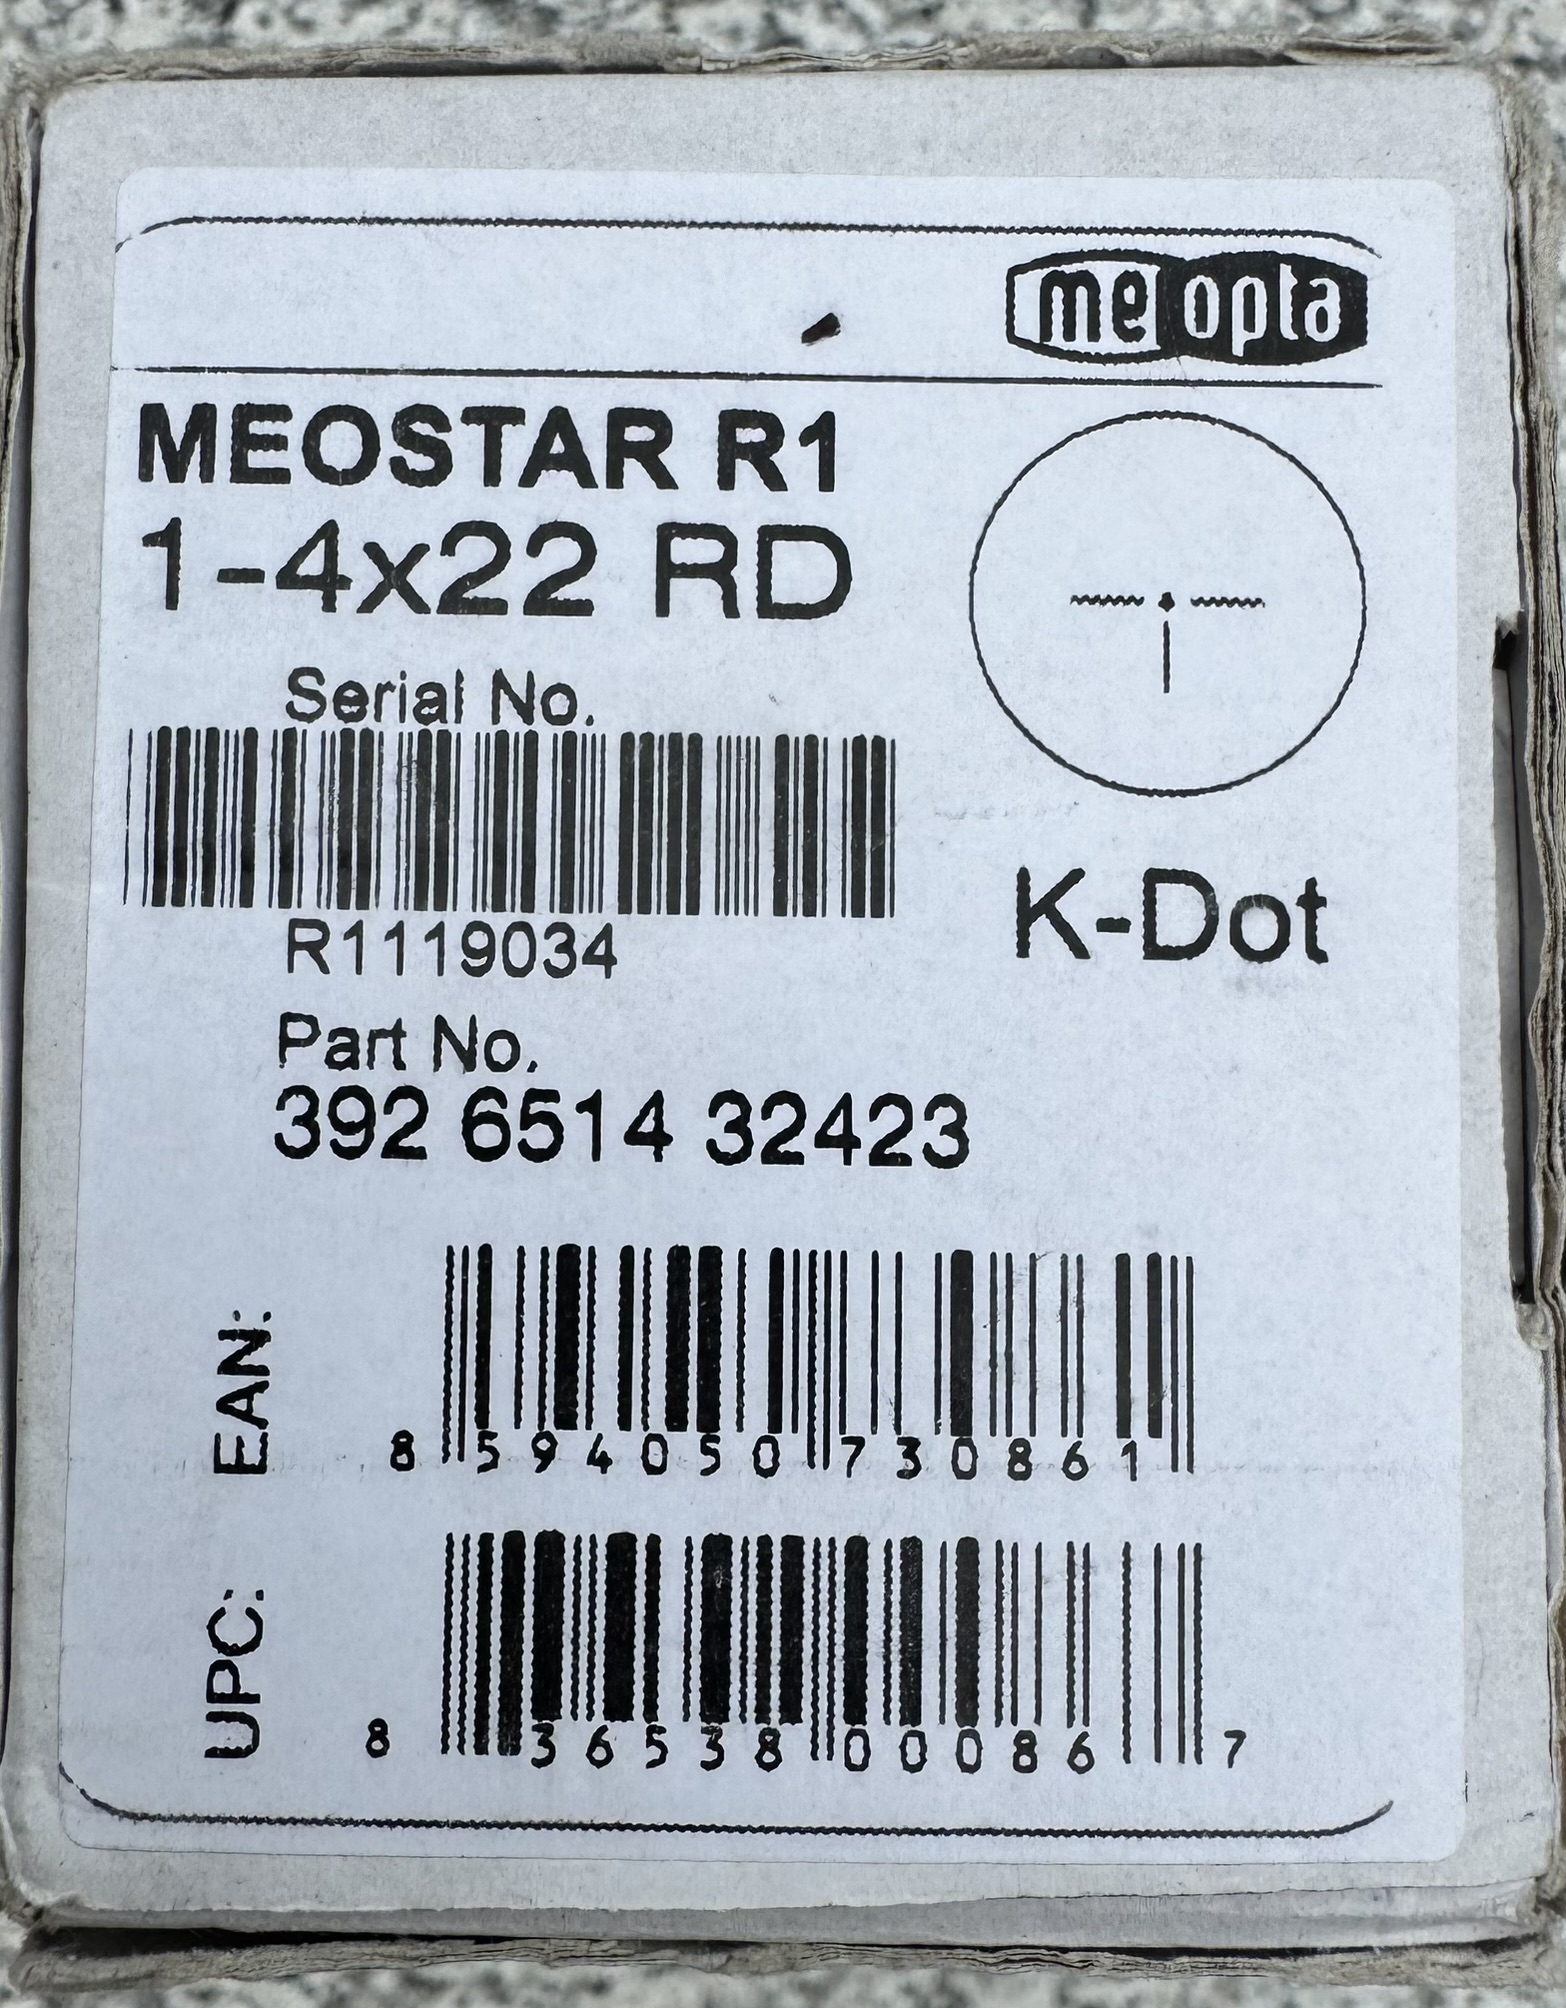 meopta
MEOSTAR R1
1-4x22 RD
Serial No.
R1119034
K-Dot
Part No.
392 6514 32423
EAN:
8 594050 730861
UPC:
8 36538 00086 7